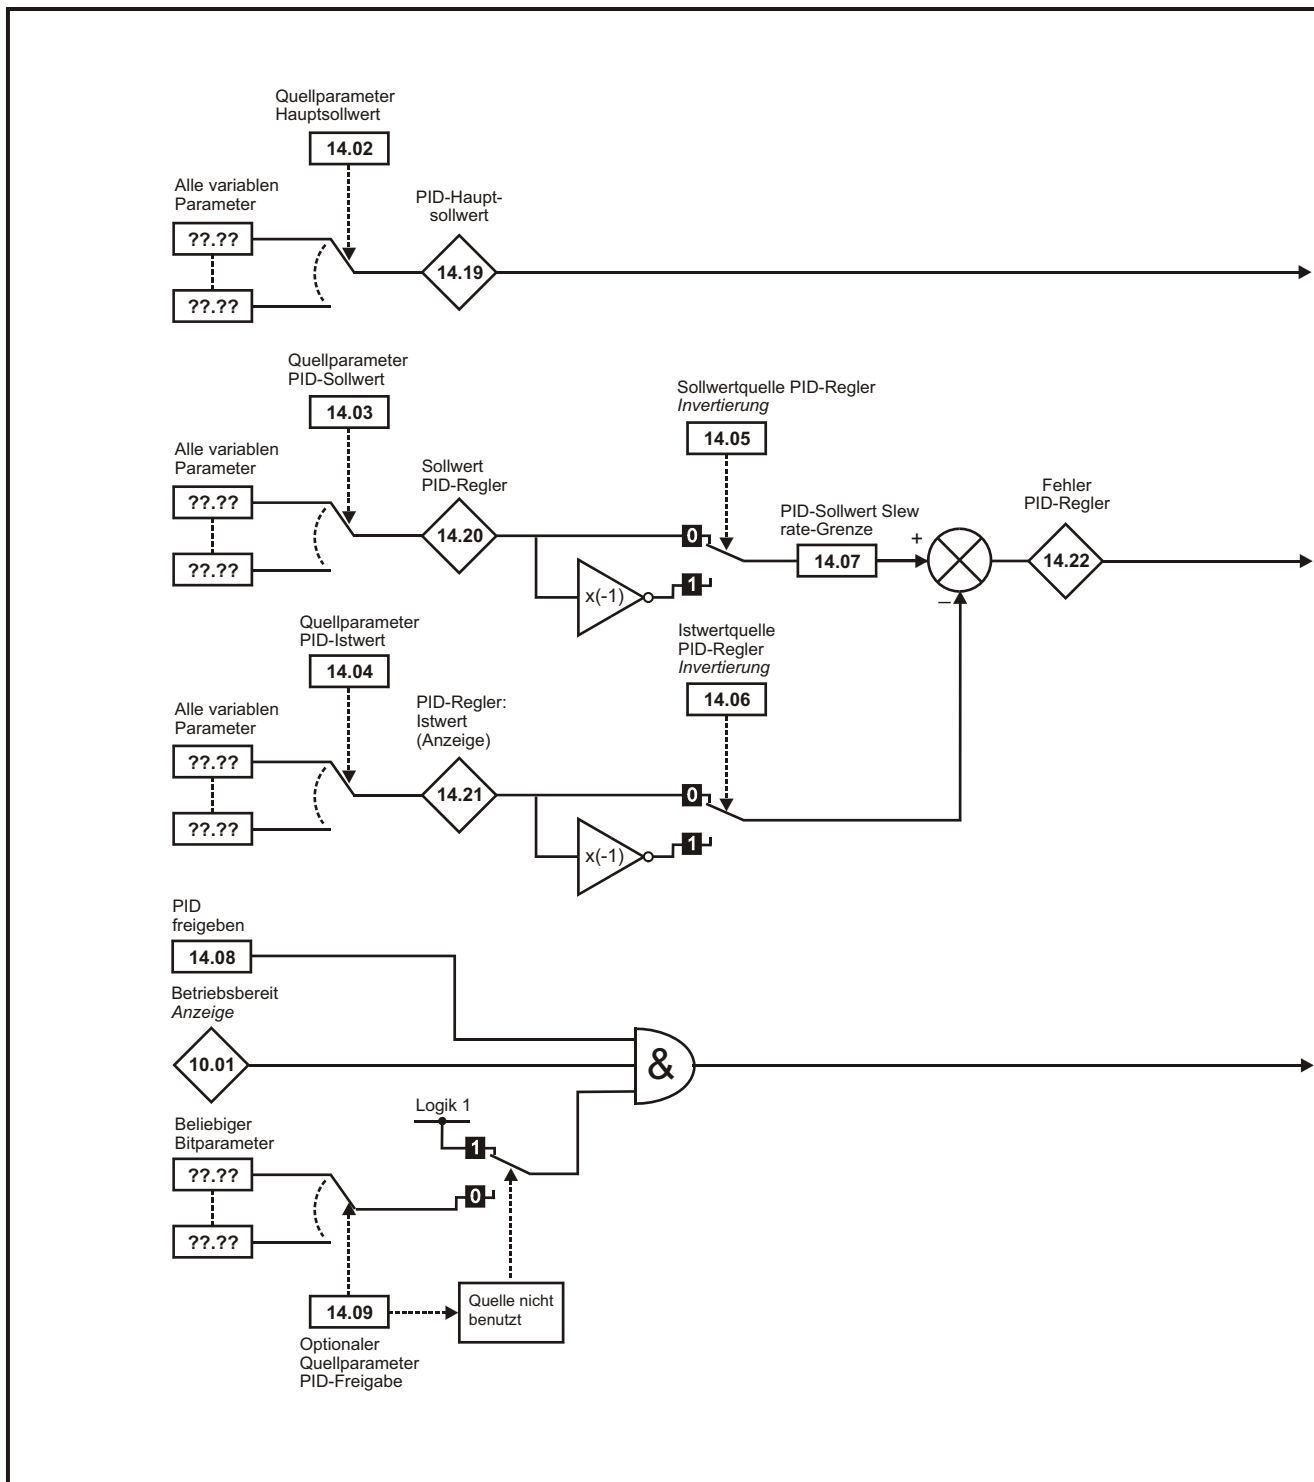 Quellparameter
Hauptsollwert
14.02
Alle variablen
Parameter
??.??
??.??
PID-Haupt-
sollwert
14.19
Quellparameter
PID-Sollwert
14.03
Alle variablen
Parameter
??.??
??.??
Sollwert
PID-Regler
14.20
x(-1)
Sollwertquelle PID-Regler
Invertierung
14.05
0
1
PID-Sollwert Slew
rate-Grenze
14.07
+
–
Fehler
PID-Regler
14.22
Quellparameter
PID-Istwert
14.04
Alle variablen
Parameter
??.??
??.??
PID-Regler:
Istwert
(Anzeige)
14.21
x(-1)
Istwertquelle
PID-Regler
Invertierung
14.06
0
1
PID
freigeben
14.08
Betriebsbereit
Anzeige
10.01
&
Logik 1
1
0
Beliebiger
Bitparameter
??.??
??.??
14.09
Quelle nicht
benutzt
Optionaler
Quellparameter
PID-Freigabe